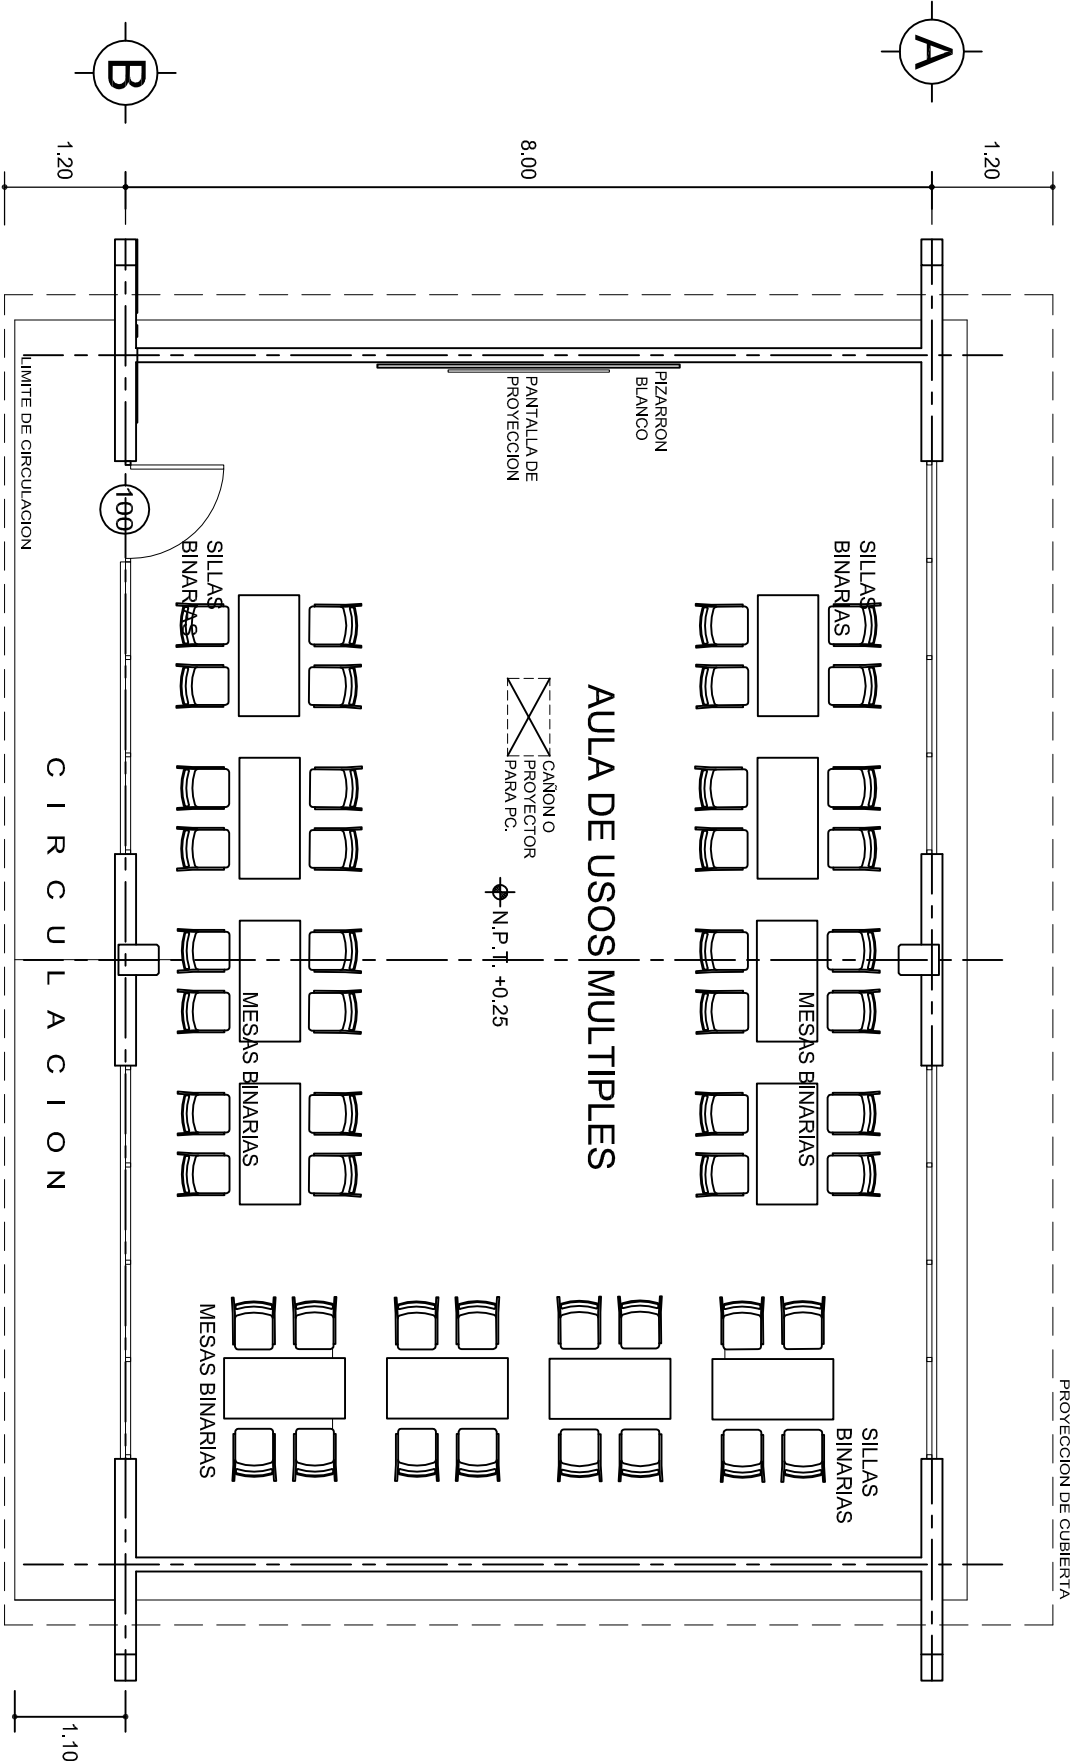 A
B
1.20
8.00
1.20
LIMITE DE CIRCULACION
PIZARRON
BLANCO
PANTALLA DE
PROYECCION
100
SILLAS
BINARIAS
SILLAS
BINARIAS
AULA DE USOS MULTIPLES
CAÑON O
PROYECTOR
PARA PC.
N.P.T. +0.25
CIRCULACION
MESAS BINARIAS
MESAS BINARIAS
MESAS BINARIAS
SILLAS
BINARIAS
PROYECCION DE CUBIERTA
1.10